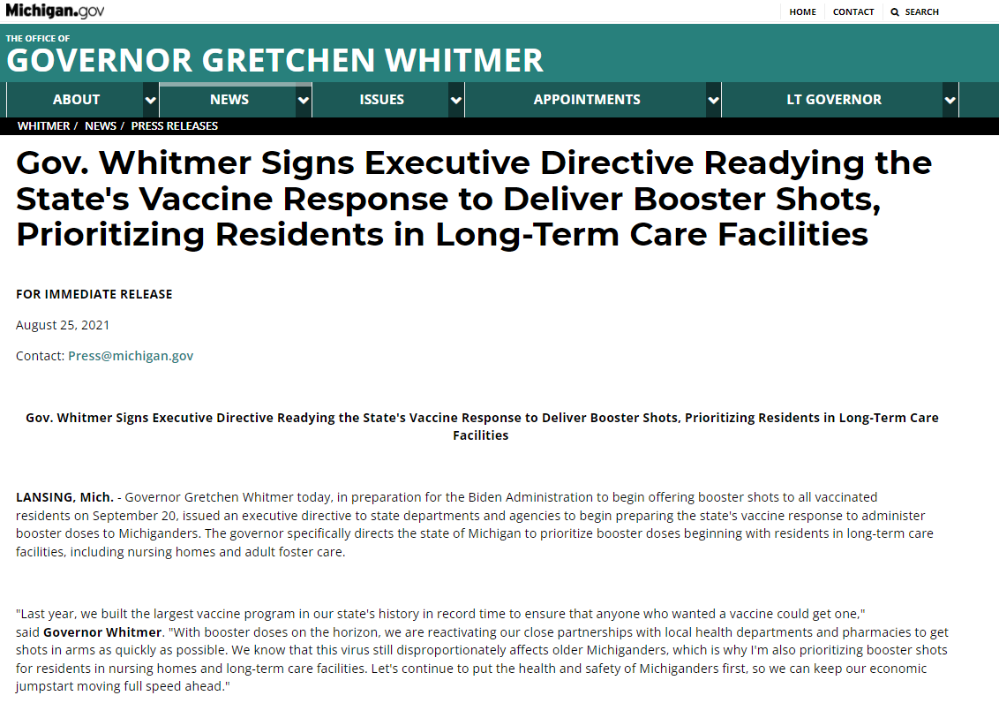 Michigan.gov
HOME CONTACT SEARCH
THE OFFICE OF
GOVERNOR GRETCHEN WHITMER
ABOUT NEWS ISSUES APPOINTMENTS LT GOVERNOR
WHITMER / NEWS / PRESS RELEASES
Gov. Whitmer Signs Executive Directive Readying the
State's Vaccine Response to Deliver Booster Shots,
Prioritizing Residents in Long-Term Care Facilities
FOR IMMEDIATE RELEASE
August 25, 2021
Contact: Press@michigan.gov
Gov. Whitmer Signs Executive Directive Readying the State's Vaccine Response to Deliver Booster Shots, Prioritizing Residents in Long-Term Care
Facilities
LANSING, Mich. - Governor Gretchen Whitmer today, in preparation for the Biden Administration to begin offering booster shots to all vaccinated
residents on September 20, issued an executive directive to state departments and agencies to begin preparing the state's vaccine response to administer
booster doses to Michiganders. The governor specifically directs the state of Michigan to prioritize booster doses beginning with residents in long-term care
facilities, including nursing homes and adult foster care.
"Last year, we built the largest vaccine program in our state's history in record time to ensure that anyone who wanted a vaccine could get one,"
said Governor Whitmer. "With booster doses on the horizon, we are reactivating our close partnerships with local health departments and pharmacies to get
shots in arms as quickly as possible. We know that this virus still disproportionately affects older Michiganders, which is why I'm also prioritizing booster shots
for residents in nursing homes and long-term care facilities. Let's continue to put the health and safety of Michiganders first, so we can keep our economic
jumpstart moving full speed ahead."